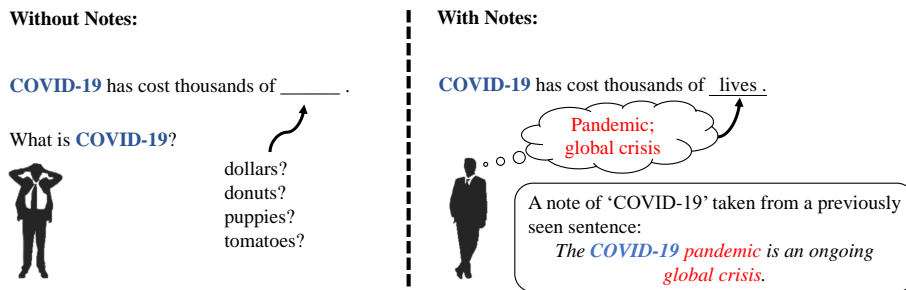 Without Notes:
COVID-19 has cost thousands of ______ .
What is COVID-19?
dollars?
donuts?
puppies?
tomatoes?
With Notes:
COVID-19 has cost thousands of lives .
Pandemic;
global crisis
A note of ‘COVID-19’ taken from a previously
seen sentence:
The COVID-19 pandemic is an ongoing
global crisis.